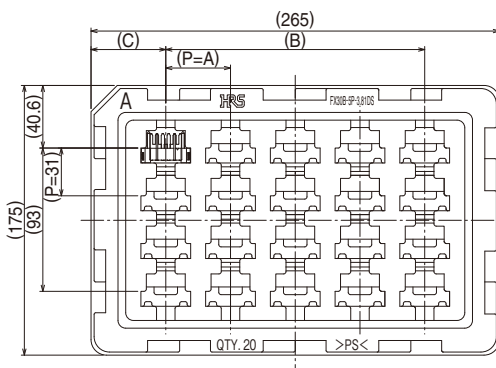 (265)
(C)
(B)
(P=A)
A
HRS
FX30B-5P-3.81DS
(40.6)
(P=31)
(93)
(175)
QTY. 20
>PS<